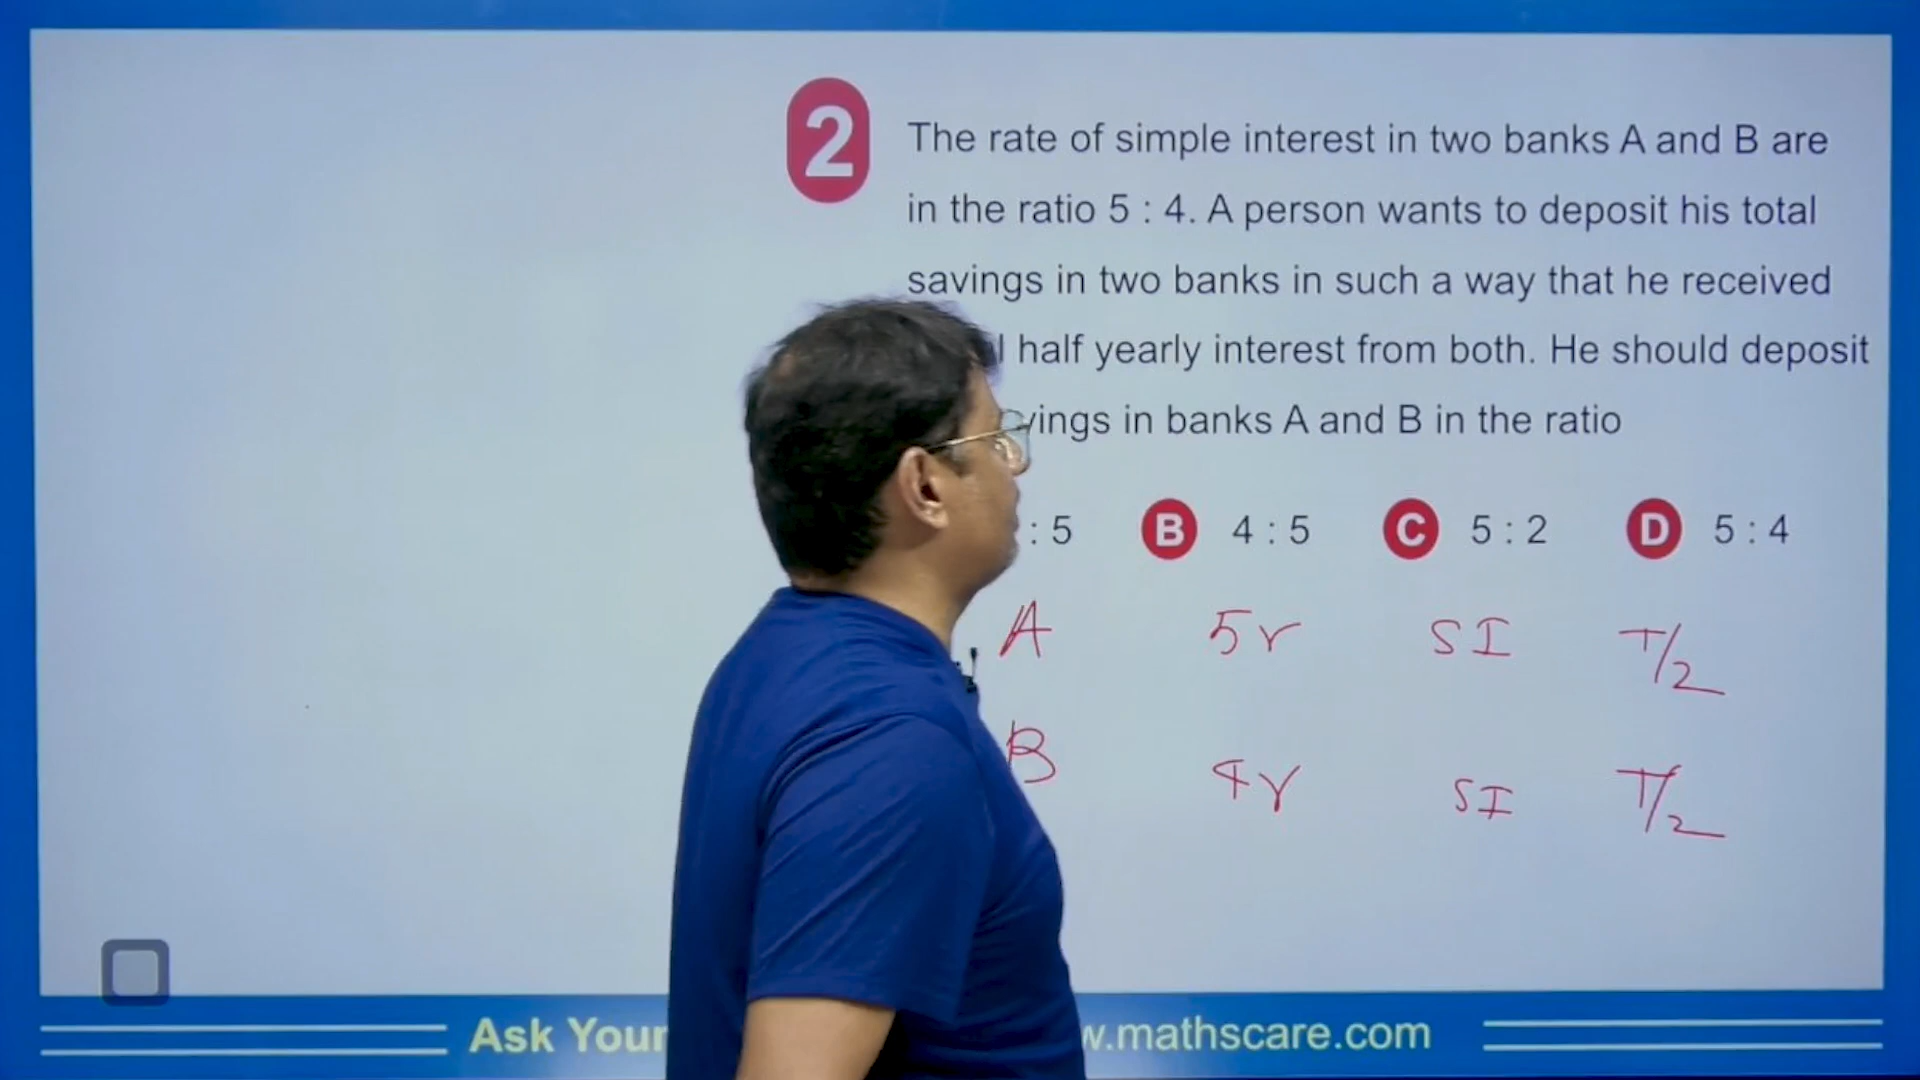 2
The rate of simple interest in two banks A and B are
in the ratio 5 : 4. A person wants to deposit his total
savings in two banks in such a way that he received
half yearly interest from both. He should deposit
in banks A and B in the ratio
: 5 B 4 : 5 C 5 : 2 D 5 : 4
A 5r SI T/2
B 4r SI T/2
Ask Your w.mathscare.com